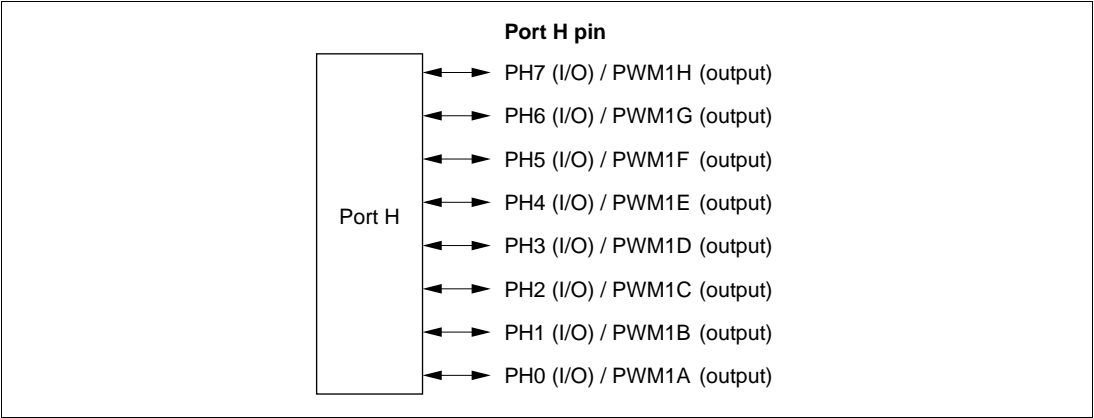 Port H pin
PH7 (I/O) / PWM1H (output)
PH6 (I/O) / PWM1G (output)
PH5 (I/O) / PWM1F (output)
PH4 (I/O) / PWM1E (output)
Port H
PH3 (I/O) / PWM1D (output)
PH2 (I/O) / PWM1C (output)
PH1 (I/O) / PWM1B (output)
PH0 (I/O) / PWM1A (output)